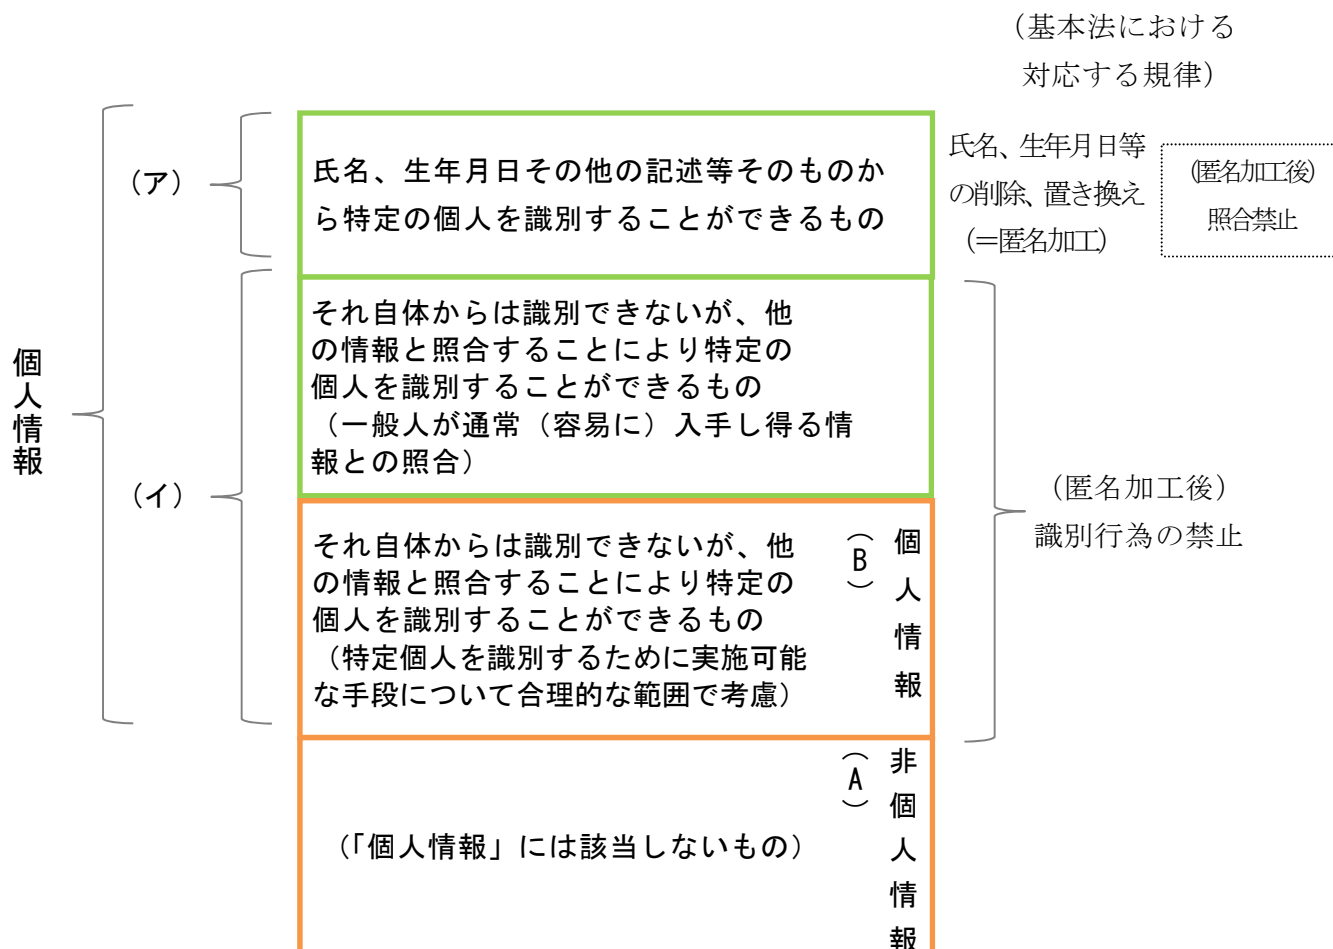 （基本法における
対応する規律）
個人情報
（ア）
氏名、生年月日その他の記述等そのものか
ら特定の個人を識別することができるもの
氏名、生年月日等
の削除、置き換え
（＝匿名加工）
（匿名加工後）
照合禁止
（イ）
それ自体からは識別できないが、他
の情報と照合することにより特定の
個人を識別することができるもの
（一般人が通常（容易に）入手し得る情
報との照合）
それ自体からは識別できないが、他
の情報と照合することにより特定の
個人を識別することができるもの
（特定個人を識別するために実施可能
な手段について合理的な範囲で考慮）
個人情報
（B）
（匿名加工後）
識別行為の禁止
（「個人情報」には該当しないもの）
非個人情報
（A）